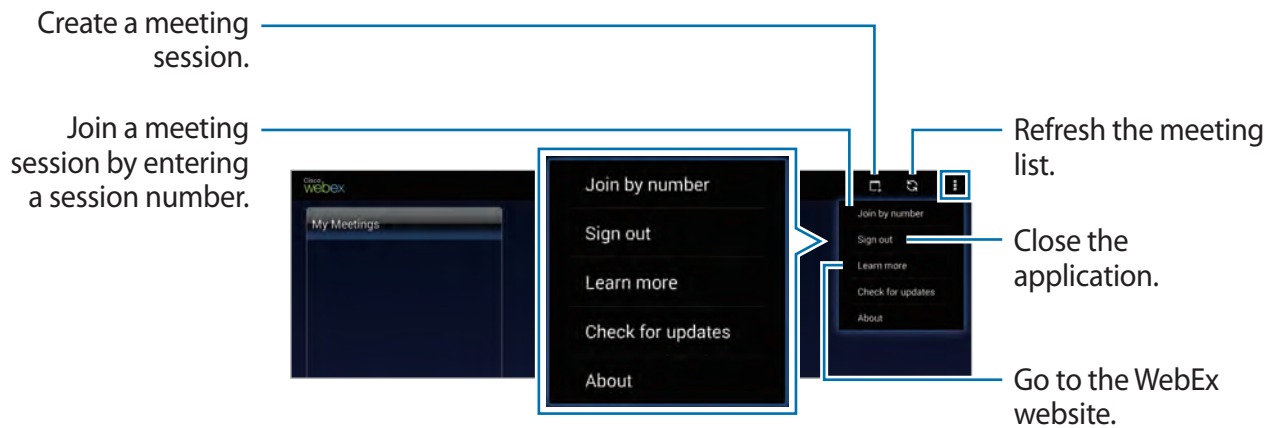 Create a meeting
session.
Join a meeting
session by entering
a session number.
Cisco
webex
My Meetings
Join by number
Sign out
Learn more
Check for updates
About
Join by number
Sign out
Learn more
Check for updates
About
Refresh the meeting
list.
Close the
application.
Go to the WebEx
website.